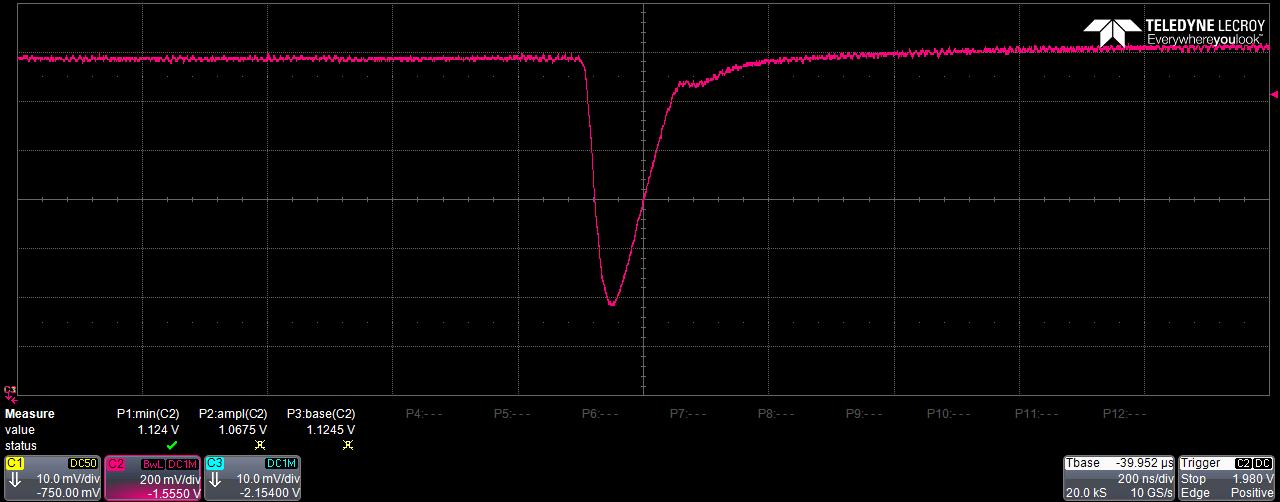 TELEDYNE LECROY
Everywhereyoulook™
C3
Measure P1:min(C2) P2:ampl(C2) P3:base(C2) P4:--- P5:--- P6:--- P7:--- P8:--- P9:--- P10:--- P11:--- P12:---
value 1.124 V 1.0675 V 1.1245 V
status
C1 DC50 C2 BwL DC1M C3 DC1M Tbase -39.952 µs Trigger C2 DC
10.0 mV/div 200 mV/div 10.0 mV/div 200 ns/div Stop 1.980 V
-750.00 mV -1.5550 V -2.15400 V 20.0 kS 10 GS/s Edge Positive